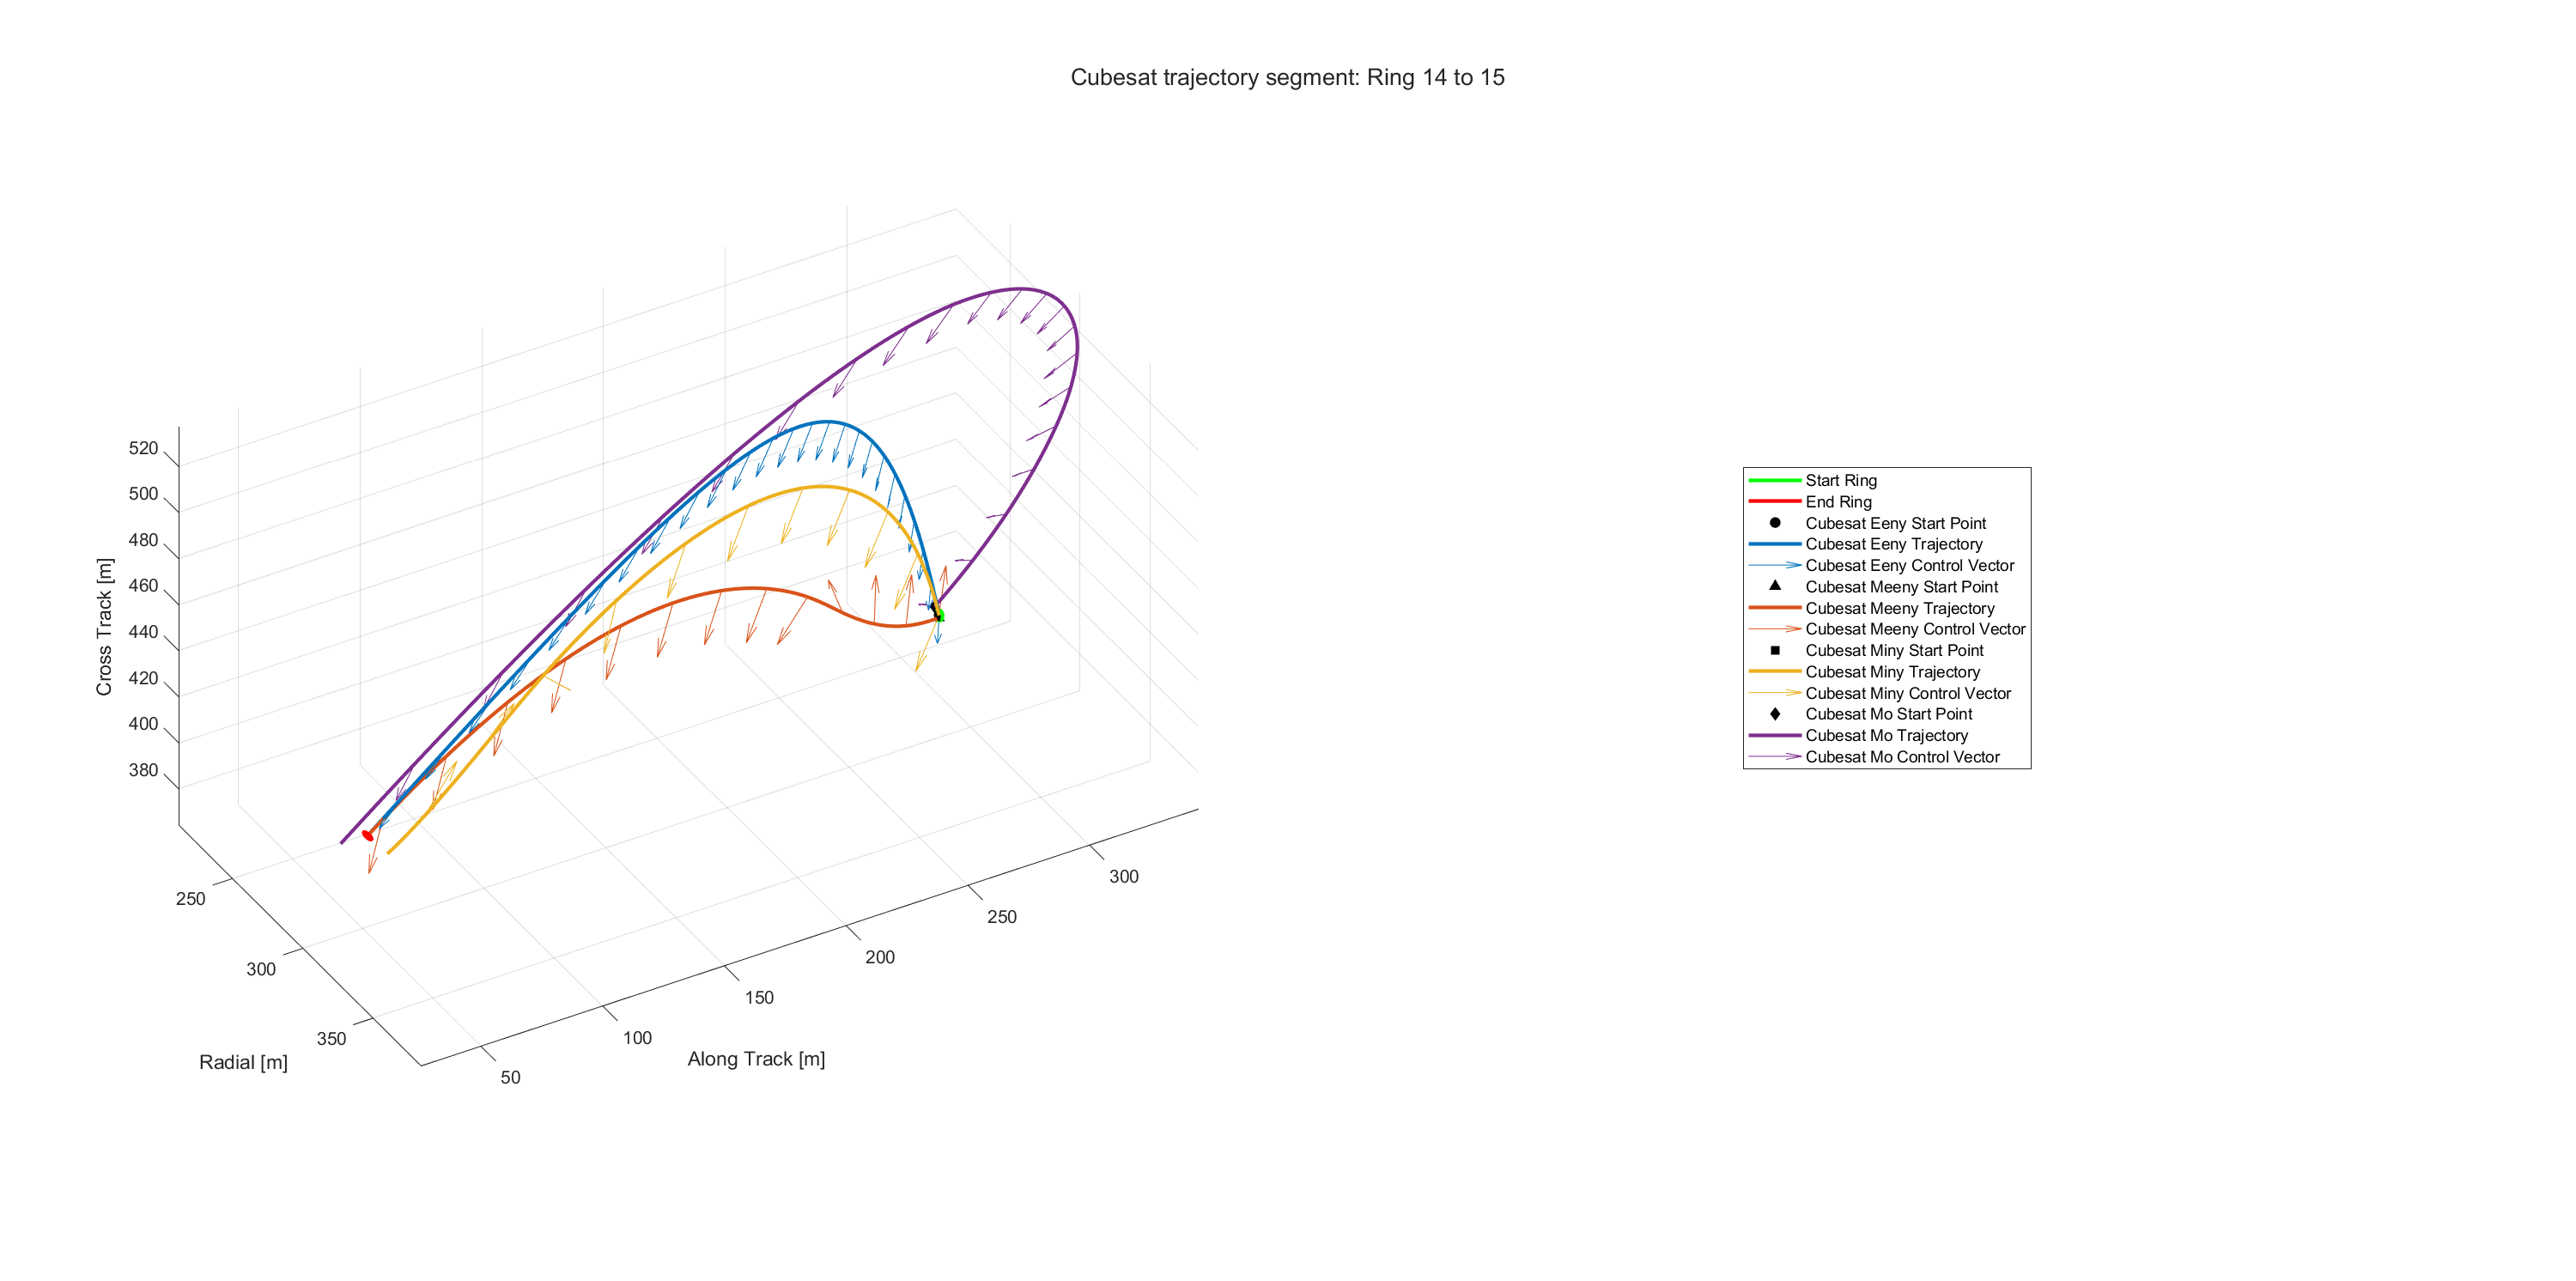 Cubesat trajectory segment: Ring 14 to 15
520
500
480
460
440
420
400
380
Cross Track [m]
250
300
350
Radial [m]
50
100
150
200
250
300
Along Track [m]
Start Ring
End Ring
Cubesat Eeny Start Point
Cubesat Eeny Trajectory
Cubesat Eeny Control Vector
Cubesat Meeny Start Point
Cubesat Meeny Trajectory
Cubesat Meeny Control Vector
Cubesat Miny Start Point
Cubesat Miny Trajectory
Cubesat Miny Control Vector
Cubesat Mo Start Point
Cubesat Mo Trajectory
Cubesat Mo Control Vector